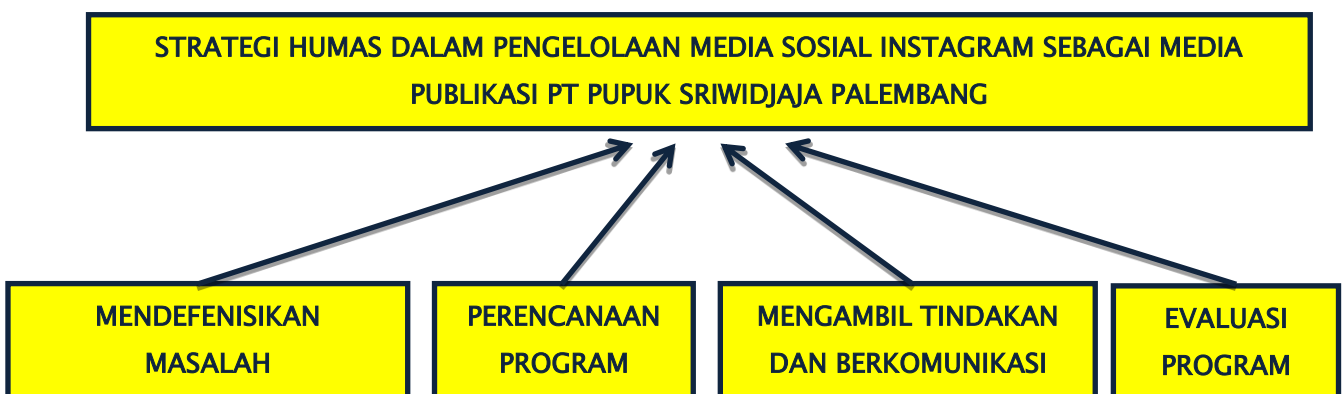 STRATEGI HUMAS DALAM PENGELOLAAN MEDIA SOSIAL INSTAGRAM SEBAGAI MEDIA
PUBLIKASI PT PUPUK SRIWIDJAJA PALEMBANG
MENDEFENISIKAN
MASALAH
PERENCANAAN
PROGRAM
MENGAMBIL TINDAKAN
DAN BERKOMUNIKASI
EVALUASI
PROGRAM